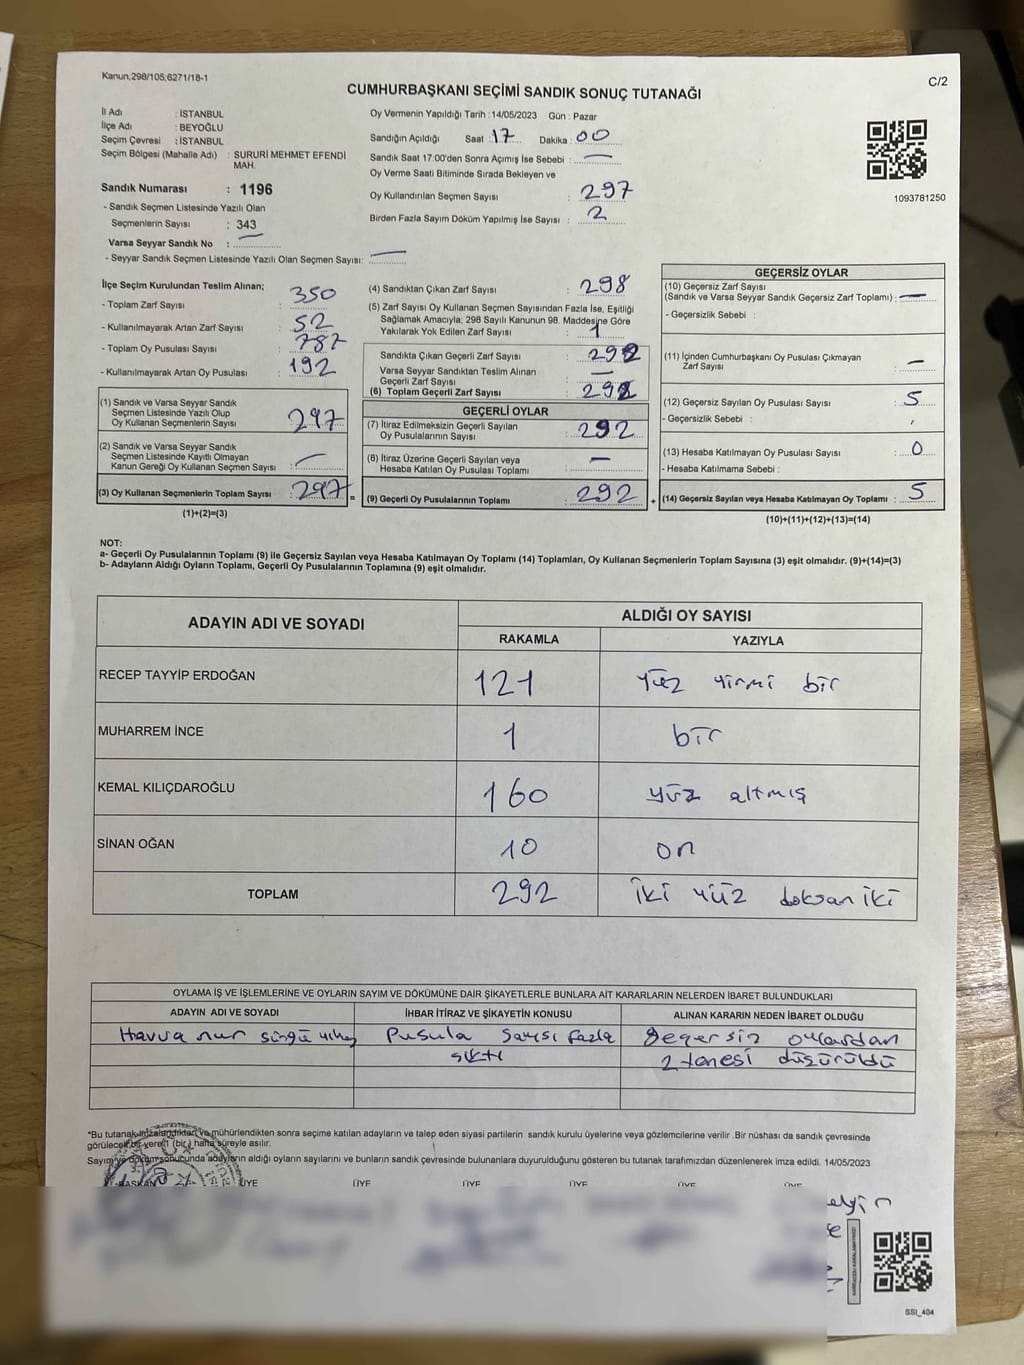 Kanun;298/105;6271/18-1
C/2
CUMHURBAŞKANI SEÇİMİ SANDIK SONUÇ TUTANAĞI
İl Adı : İSTANBUL
İlçe Adı : BEYOĞLU
Seçim Çevresi : İSTANBUL
Seçim Bölgesi (Mahalle Adı) : SURURİ MEHMET EFENDİ MAH.
Sandık Numarası : 1196
- Sandık Seçmen Listesinde Yazılı Olan
Seçmenlerin Sayısı : 343
Varsa Seyyar Sandık No : —
- Seyyar Sandık Seçmen Listesinde Yazılı Olan Seçmen Sayısı: —
Oy Vermenin Yapıldığı Tarih : 14/05/2023 Gün : Pazar
Sandığın Açıldığı Saat 17 Dakika : 00
Sandık Saat 17:00'den Sonra Açımış İse Sebebi : —
Oy Verme Saati Bitiminde Sırada Bekleyen ve
Oy Kullandırılan Seçmen Sayısı : 297
Birden Fazla Sayım Döküm Yapılmış İse Sayısı : 2
1093781250
İlçe Seçim Kurulundan Teslim Alınan;
- Toplam Zarf Sayısı : 350
- Kullanılmayarak Artan Zarf Sayısı : 52
- Toplam Oy Pusulası Sayısı : 787
- Kullanılmayarak Artan Oy Pusulası : 192
(1) Sandık ve Varsa Seyyar Sandık
Seçmen Listesinde Yazılı Olup
Oy Kullanan Seçmenlerin Sayısı : 297
(2) Sandık ve Varsa Seyyar Sandık
Seçmen Listesinde Kayıtlı Olmayan
Kanun Gereği Oy Kullanan Seçmen Sayısı : —
(3) Oy Kullanan Seçmenlerin Toplam Sayısı : 297 =
(1)+(2)=(3)
(4) Sandıktan Çıkan Zarf Sayısı : 298
(5) Zarf Sayısı Oy Kullanan Seçmen Sayısından Fazla İse, Eşitliği
Sağlamak Amacıyla; 298 Sayılı Kanunun 98. Maddesine Göre
Yakılarak Yok Edilen Zarf Sayısı : 1
Sandıkta Çıkan Geçerli Zarf Sayısı : 292
Varsa Seyyar Sandıktan Teslim Alınan
Geçerli Zarf Sayısı : —
(6) Toplam Geçerli Zarf Sayısı : 292
GEÇERLİ OYLAR
(7) İtiraz Edilmeksizin Geçerli Sayılan
Oy Pusulalarının Sayısı : 292
(8) İtiraz Üzerine Geçerli Sayılan veya
Hesaba Katılan Oy Pusulası Toplamı : —
(9) Geçerli Oy Pusulalarının Toplamı : 292 +
GEÇERSİZ OYLAR
(10) Geçersiz Zarf Sayısı
(Sandık ve Varsa Seyyar Sandık Geçersiz Zarf Toplamı) : —
- Geçersizlik Sebebi :
(11) İçinden Cumhurbaşkanı Oy Pusulası Çıkmayan
Zarf Sayısı : —
(12) Geçersiz Sayılan Oy Pusulası Sayısı : 5
- Geçersizlik Sebebi :
(13) Hesaba Katılmayan Oy Pusulası Sayısı : 0
- Hesaba Katılmama Sebebi :
(14) Geçersiz Sayılan veya Hesaba Katılmayan Oy Toplamı : 5
(10)+(11)+(12)+(13)=(14)
NOT:
a- Geçerli Oy Pusulalarının Toplamı (9) ile Geçersiz Sayılan veya Hesaba Katılmayan Oy Toplamı (14) Toplamları, Oy Kullanan Seçmenlerin Toplam Sayısına (3) eşit olmalıdır. (9)+(14)=(3)
b- Adayların Aldığı Oyların Toplamı, Geçerli Oy Pusulalarının Toplamına (9) eşit olmalıdır.
ADAYIN ADI VE SOYADI ALDIĞI OY SAYISI
RAKAMLA YAZIYLA
RECEP TAYYİP ERDOĞAN 121 yüz yirmi bir
MUHARREM İNCE 1 bir
KEMAL KILIÇDAROĞLU 160 yüz altmış
SİNAN OĞAN 10 on
TOPLAM 292 iki yüz doksan iki
OYLAMA İŞ VE İŞLEMLERİNE VE OYLARIN SAYIM VE DÖKÜMÜNE DAİR ŞİKAYETLERLE BUNLARA AİT KARARLARIN NELERDEN İBARET BULUNDUKLARI
ADAYIN ADI VE SOYADI İHBAR İTİRAZ VE ŞİKAYETİN KONUSU ALINAN KARARIN NEDEN İBARET OLDUĞU
Havva nur Pusula sayısı fazla geçersiz oylardan
çıktı 2 tanesi düşürüldü
*Bu tutanak imzalandıktan ve mühürlendikten sonra seçime katılan adayların ve talep eden siyasi partilerin sandık kurulu üyelerine veya gözlemcilerine verilir .Bir nüshası da sandık çevresinde
görülecek bir yere 1 (bir) hafta süreyle asılır.
Sayım ve döküm sonucunda adayların aldığı oyların sayılarını ve bunların sandık çevresinde bulunanlara duyurulduğunu gösteren bu tutanak tarafımızdan düzenlenerek imza edildi. 14/05/2023
BAŞKAN ÜYE ÜYE ÜYE ÜYE ÜYE ÜYE
SSI_404